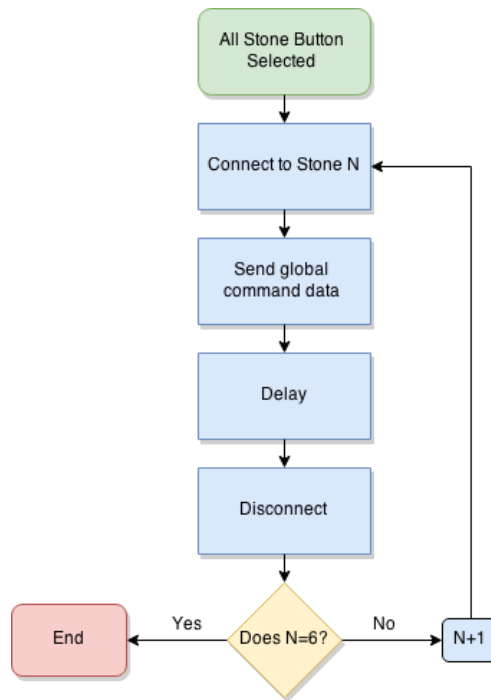 All Stone Button
Selected
Connect to Stone N
Send global
command data
Delay
Disconnect
Does N=6?
Yes
No
End
N+1